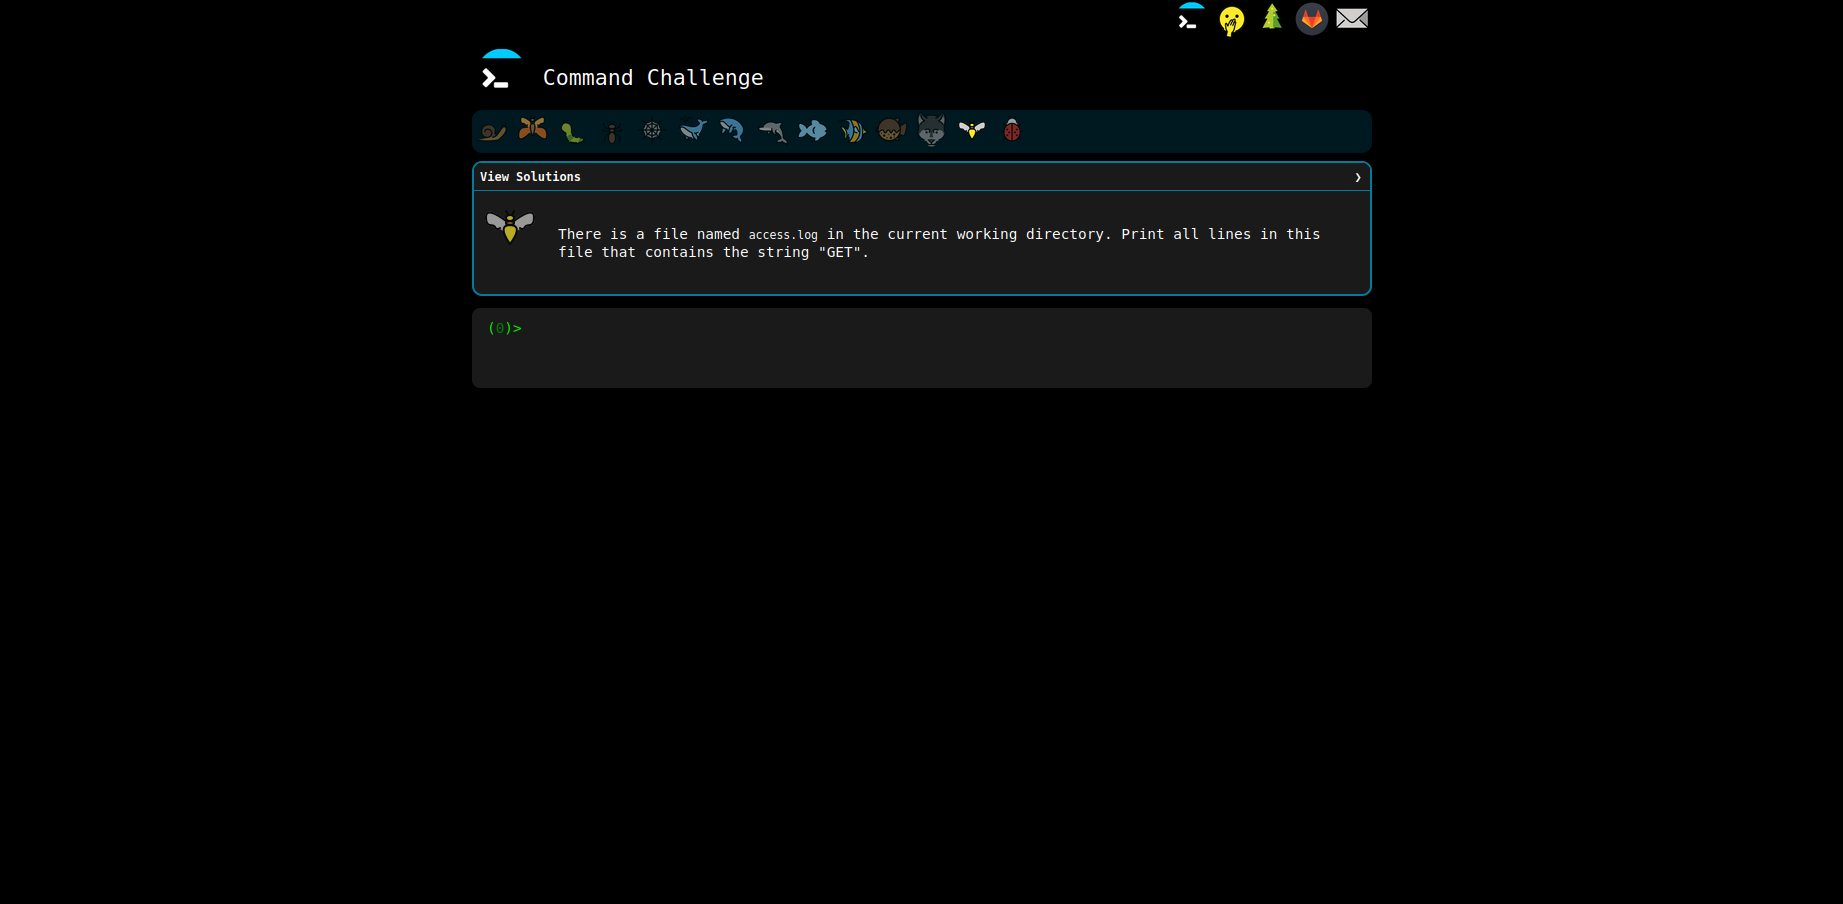 Command Challenge
View Solutions ❯
There is a file named access.log in the current working directory. Print all lines in this
file that contains the string "GET".
(0)>